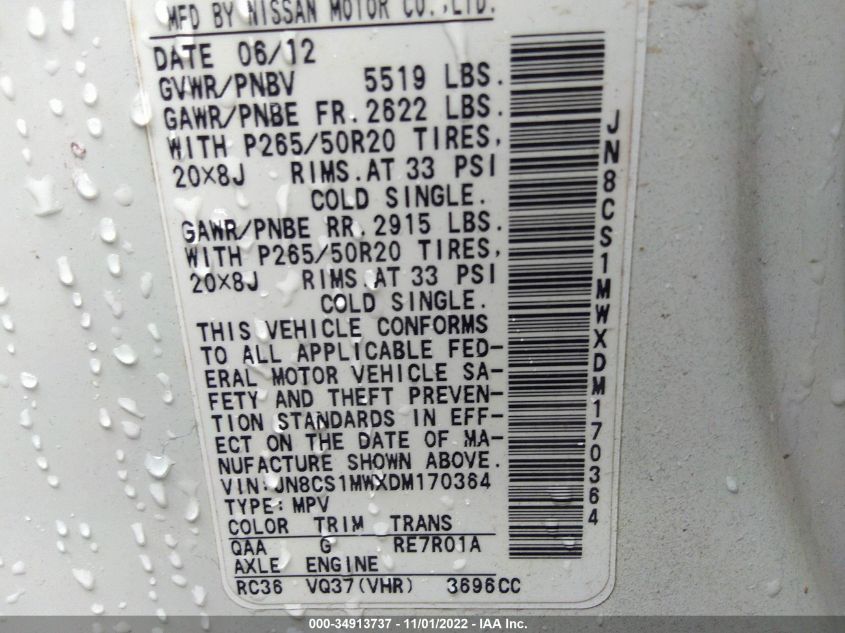 MFD BY NISSAN MOTOR CO.,LTD.
DATE 06/12
GVWR/PNBV 5519 LBS.
GAWR/PNBE FR. 2622 LBS.
WITH P265/50R20 TIRES,
20×8J RIMS. AT 33 PSI
COLD SINGLE.
GAWR/PNBE RR. 2915 LBS.
WITH P265/50R20 TIRES,
20×8J RIMS. AT 33 PSI
COLD SINGLE.
THIS VEHICLE CONFORMS
TO ALL APPLICABLE FED-
ERAL MOTOR VEHICLE SA-
FETY AND THEFT PREVEN-
TION STANDARDS IN EFF-
ECT ON THE DATE OF MA-
NUFACTURE SHOWN ABOVE.
VIN:JN8CS1MWXDM170364
TYPE:MPV
COLOR TRIM TRANS
QAA G RE7R01A
AXLE ENGINE
RC36 VQ37(VHR) 3696CC
JN8CS1MWXDM170364
000-34913737 - 11/01/2022 - IAA Inc.